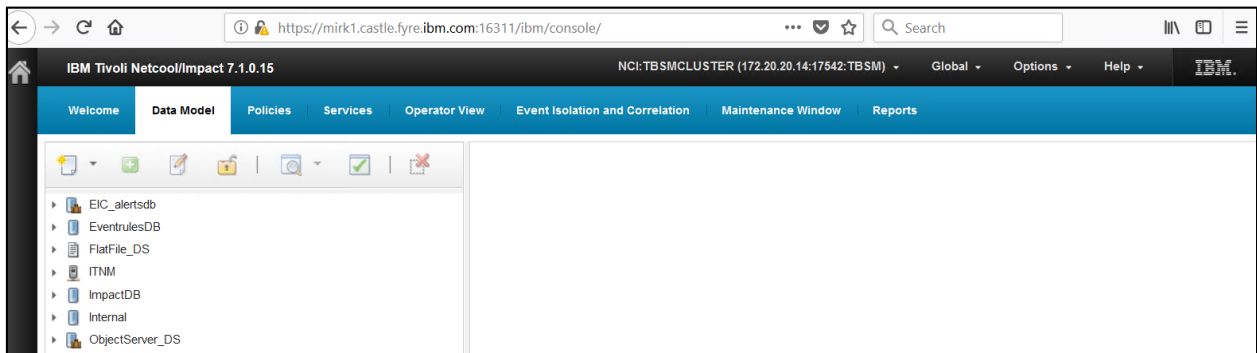 https://mirk1.castle.fyre.ibm.com:16311/ibm/console/
Search
IBM Tivoli Netcool/Impact 7.1.0.15
NCI:TBSMCLUSTER (172.20.20.14:17542:TBSM)
Global
Options
Help
IBM.
Welcome
Data Model
Policies
Services
Operator View
Event Isolation and Correlation
Maintenance Window
Reports
EIC_alertsdb
EventrulesDB
FlatFile_DS
ITNM
ImpactDB
Internal
ObjectServer_DS